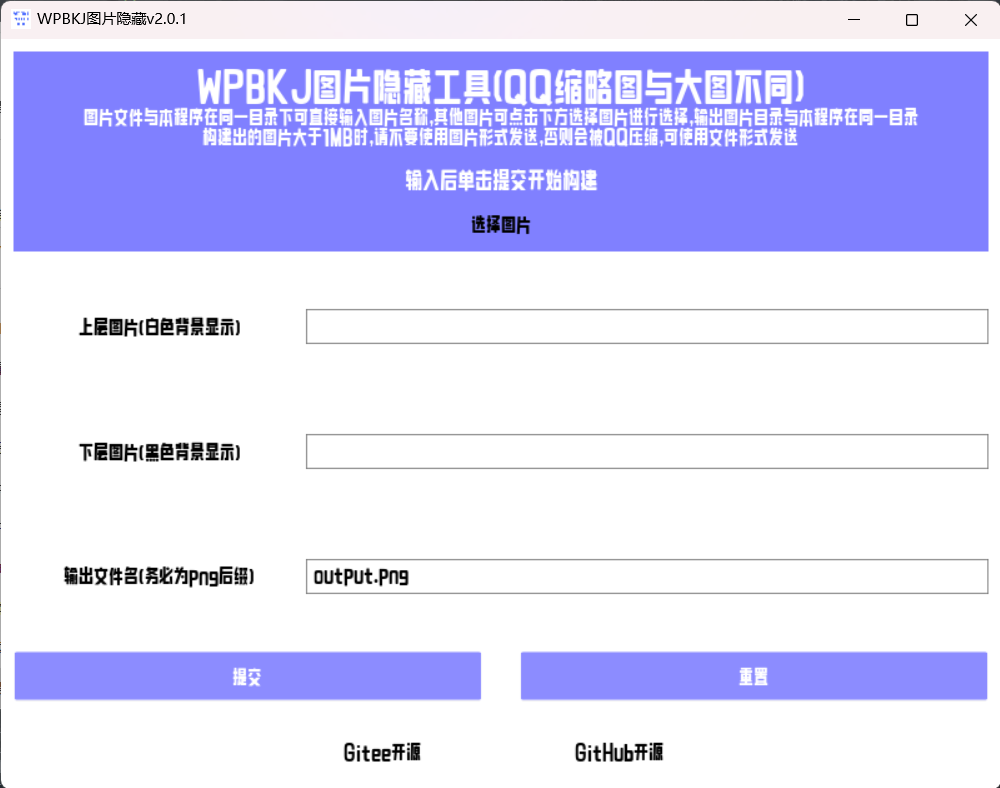 WPBKJ图片隐藏v2.0.1
WPBKJ图片隐藏工具(QQ缩略图与大图不同)
图片文件与本程序在同一目录下可直接输入图片名称,其他图片可点击下方选择图片进行选择,输出图片目录与本程序在同一目录
构建出的图片大于1MB时,请不要使用图片形式发送,否则会被QQ压缩,可使用文件形式发送
输入后单击提交开始构建
选择图片
上层图片(白色背景显示)
下层图片(黑色背景显示)
输出文件名(务必为png后缀) output.png
提交 重置
Gitee开源 GitHub开源